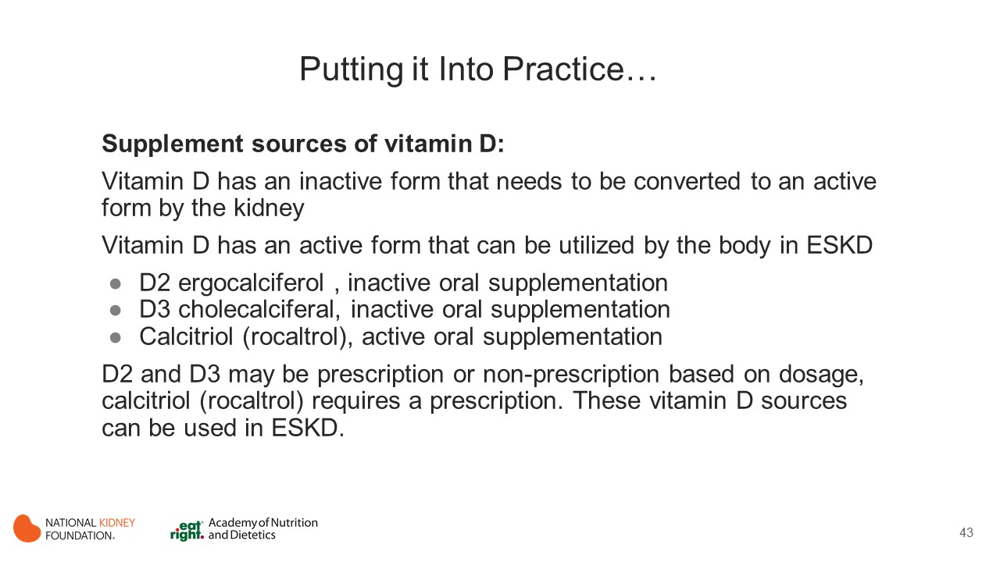 Putting it Into Practice…
Supplement sources of vitamin D:
Vitamin D has an inactive form that needs to be converted to an active
form by the kidney
Vitamin D has an active form that can be utilized by the body in ESKD
● D2 ergocalciferol , inactive oral supplementation
● D3 cholecalciferal, inactive oral supplementation
● Calcitriol (rocaltrol), active oral supplementation
D2 and D3 may be prescription or non-prescription based on dosage,
calcitriol (rocaltrol) requires a prescription. These vitamin D sources
can be used in ESKD.
NATIONAL KIDNEY
FOUNDATION®
eat
right.
Academy of Nutrition
and Dietetics
43